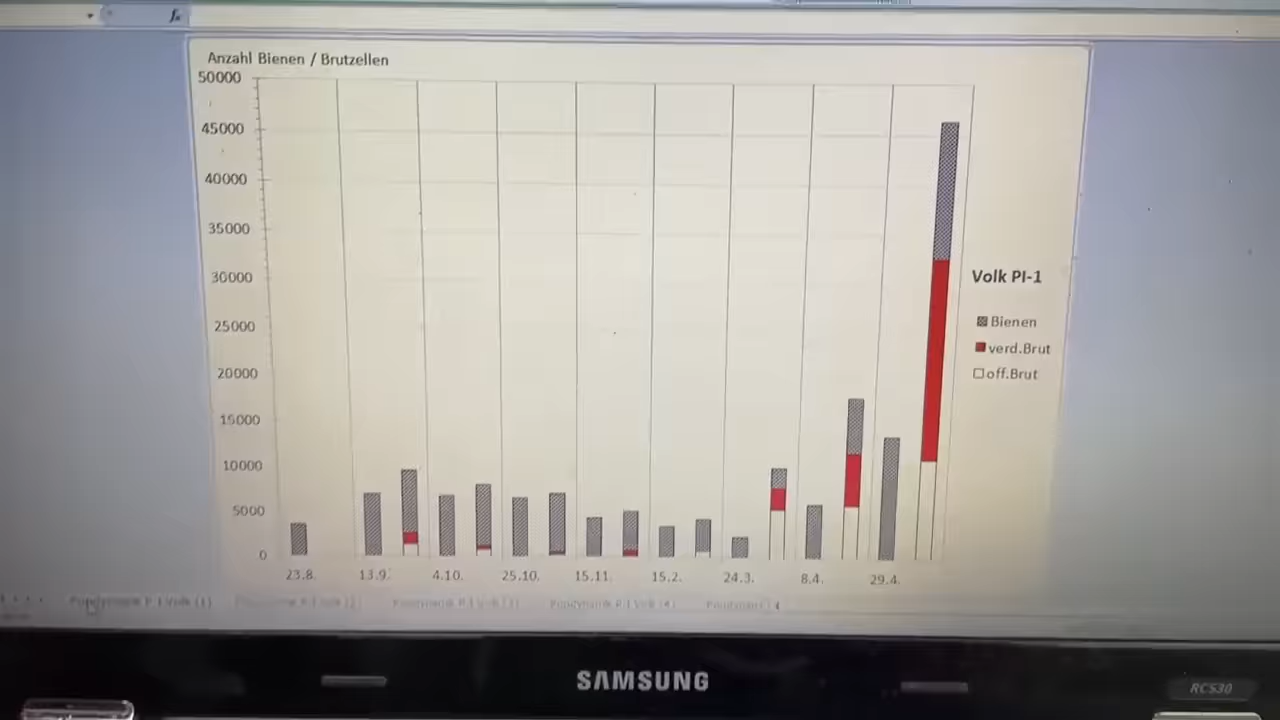 fx
Anzahl Bienen / Brutzellen
50000
45000
40000
35000
30000
25000
20000
15000
10000
5000
0
Volk PI-1
Bienen
verd.Brut
off.Brut
23.8. 13.9. 4.10. 25.10. 15.11. 15.2. 24.3. 8.4. 29.4.
SAMSUNG
RC530